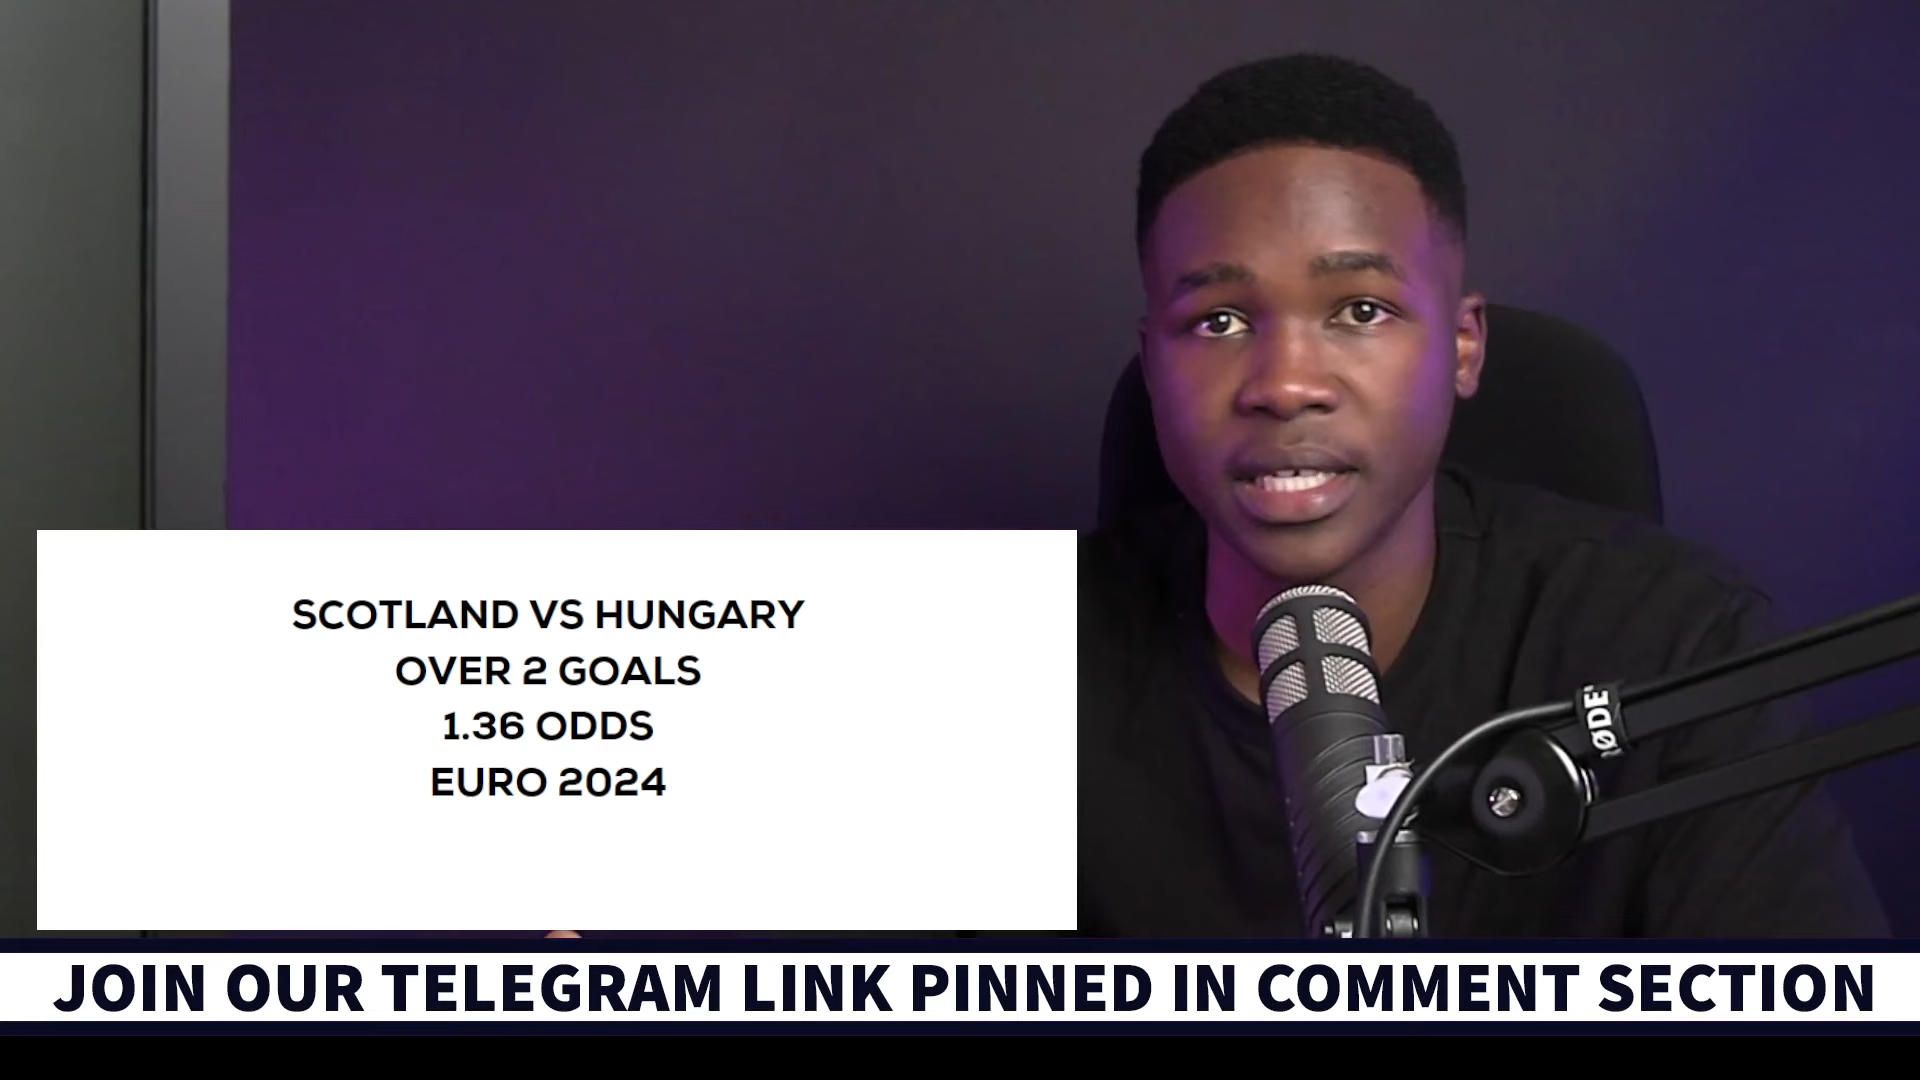 SCOTLAND VS HUNGARY
OVER 2 GOALS
1.36 ODDS
EURO 2024
RØDE
JOIN OUR TELEGRAM LINK PINNED IN COMMENT SECTION